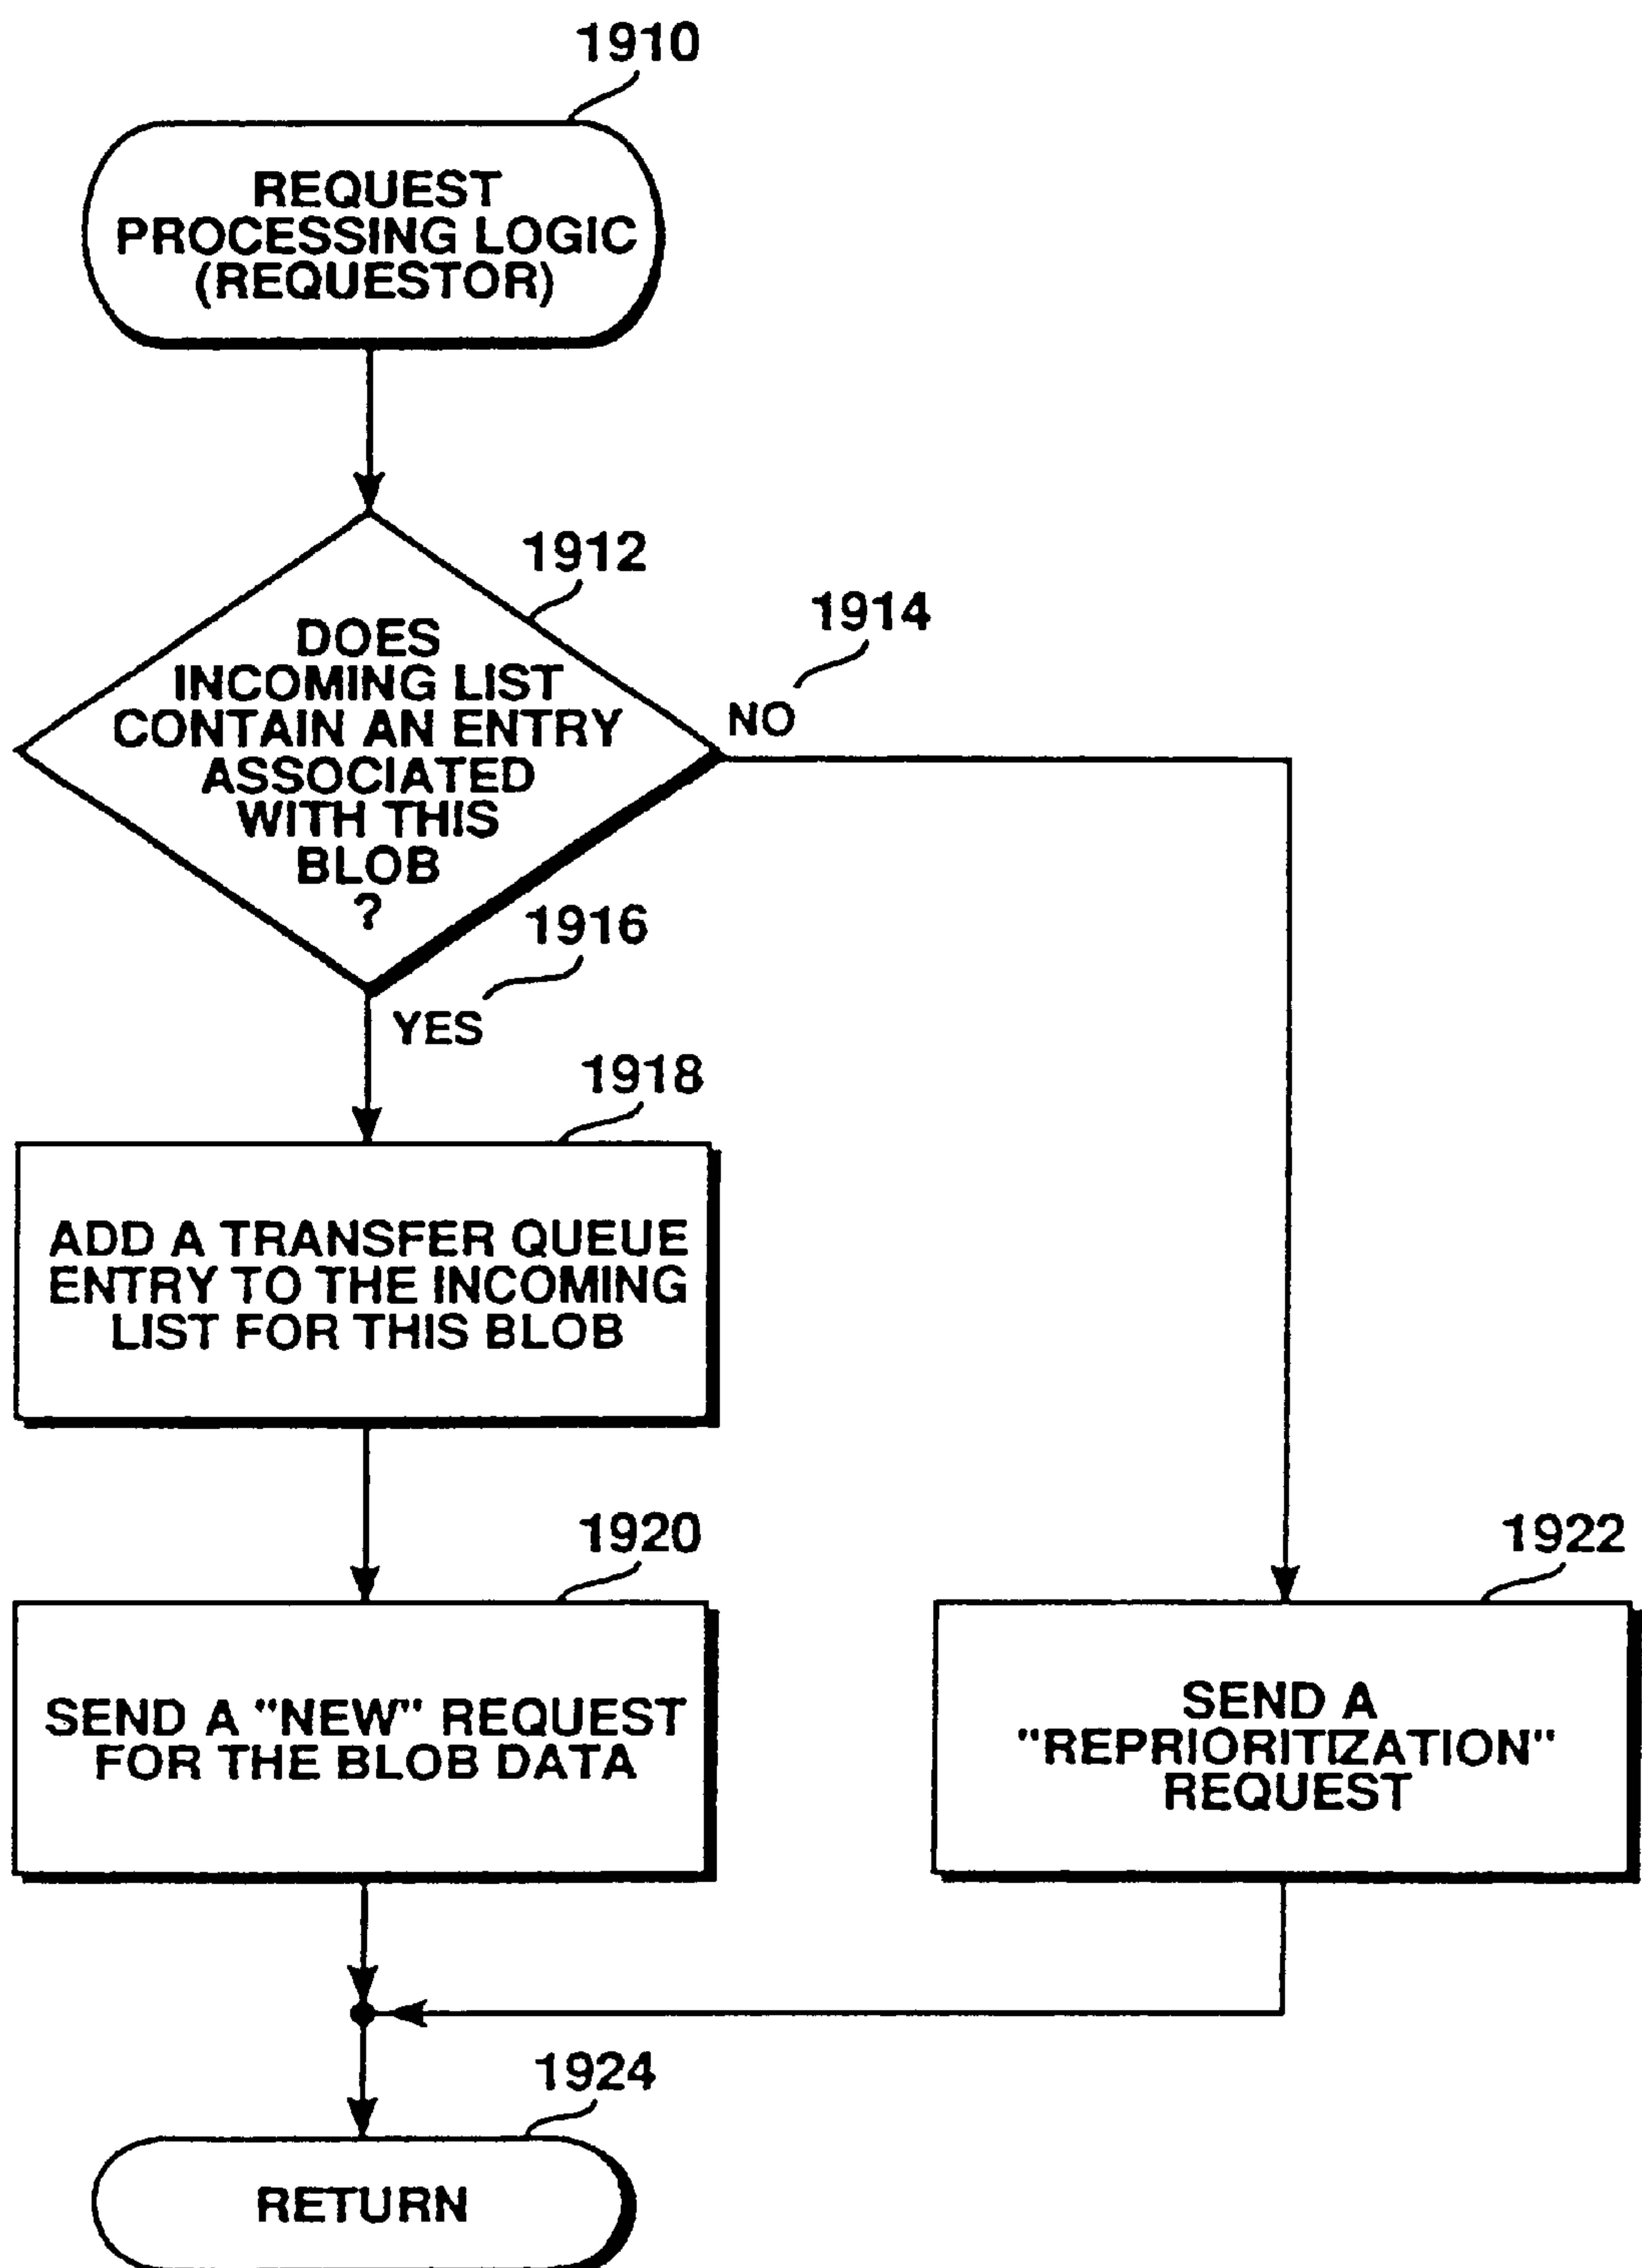 1910
REQUEST
PROCESSING LOGIC
(REQUESTOR)
1912
DOES
INCOMING LIST
CONTAIN AN ENTRY
ASSOCIATED
WITH THIS
BLOB
?
1914
NO
1916
YES
1918
ADD A TRANSFER QUEUE
ENTRY TO THE INCOMING
LIST FOR THIS BLOB
1920
SEND A "NEW" REQUEST
FOR THE BLOB DATA
1922
SEND A
"REPRIORITIZATION"
REQUEST
1924
RETURN